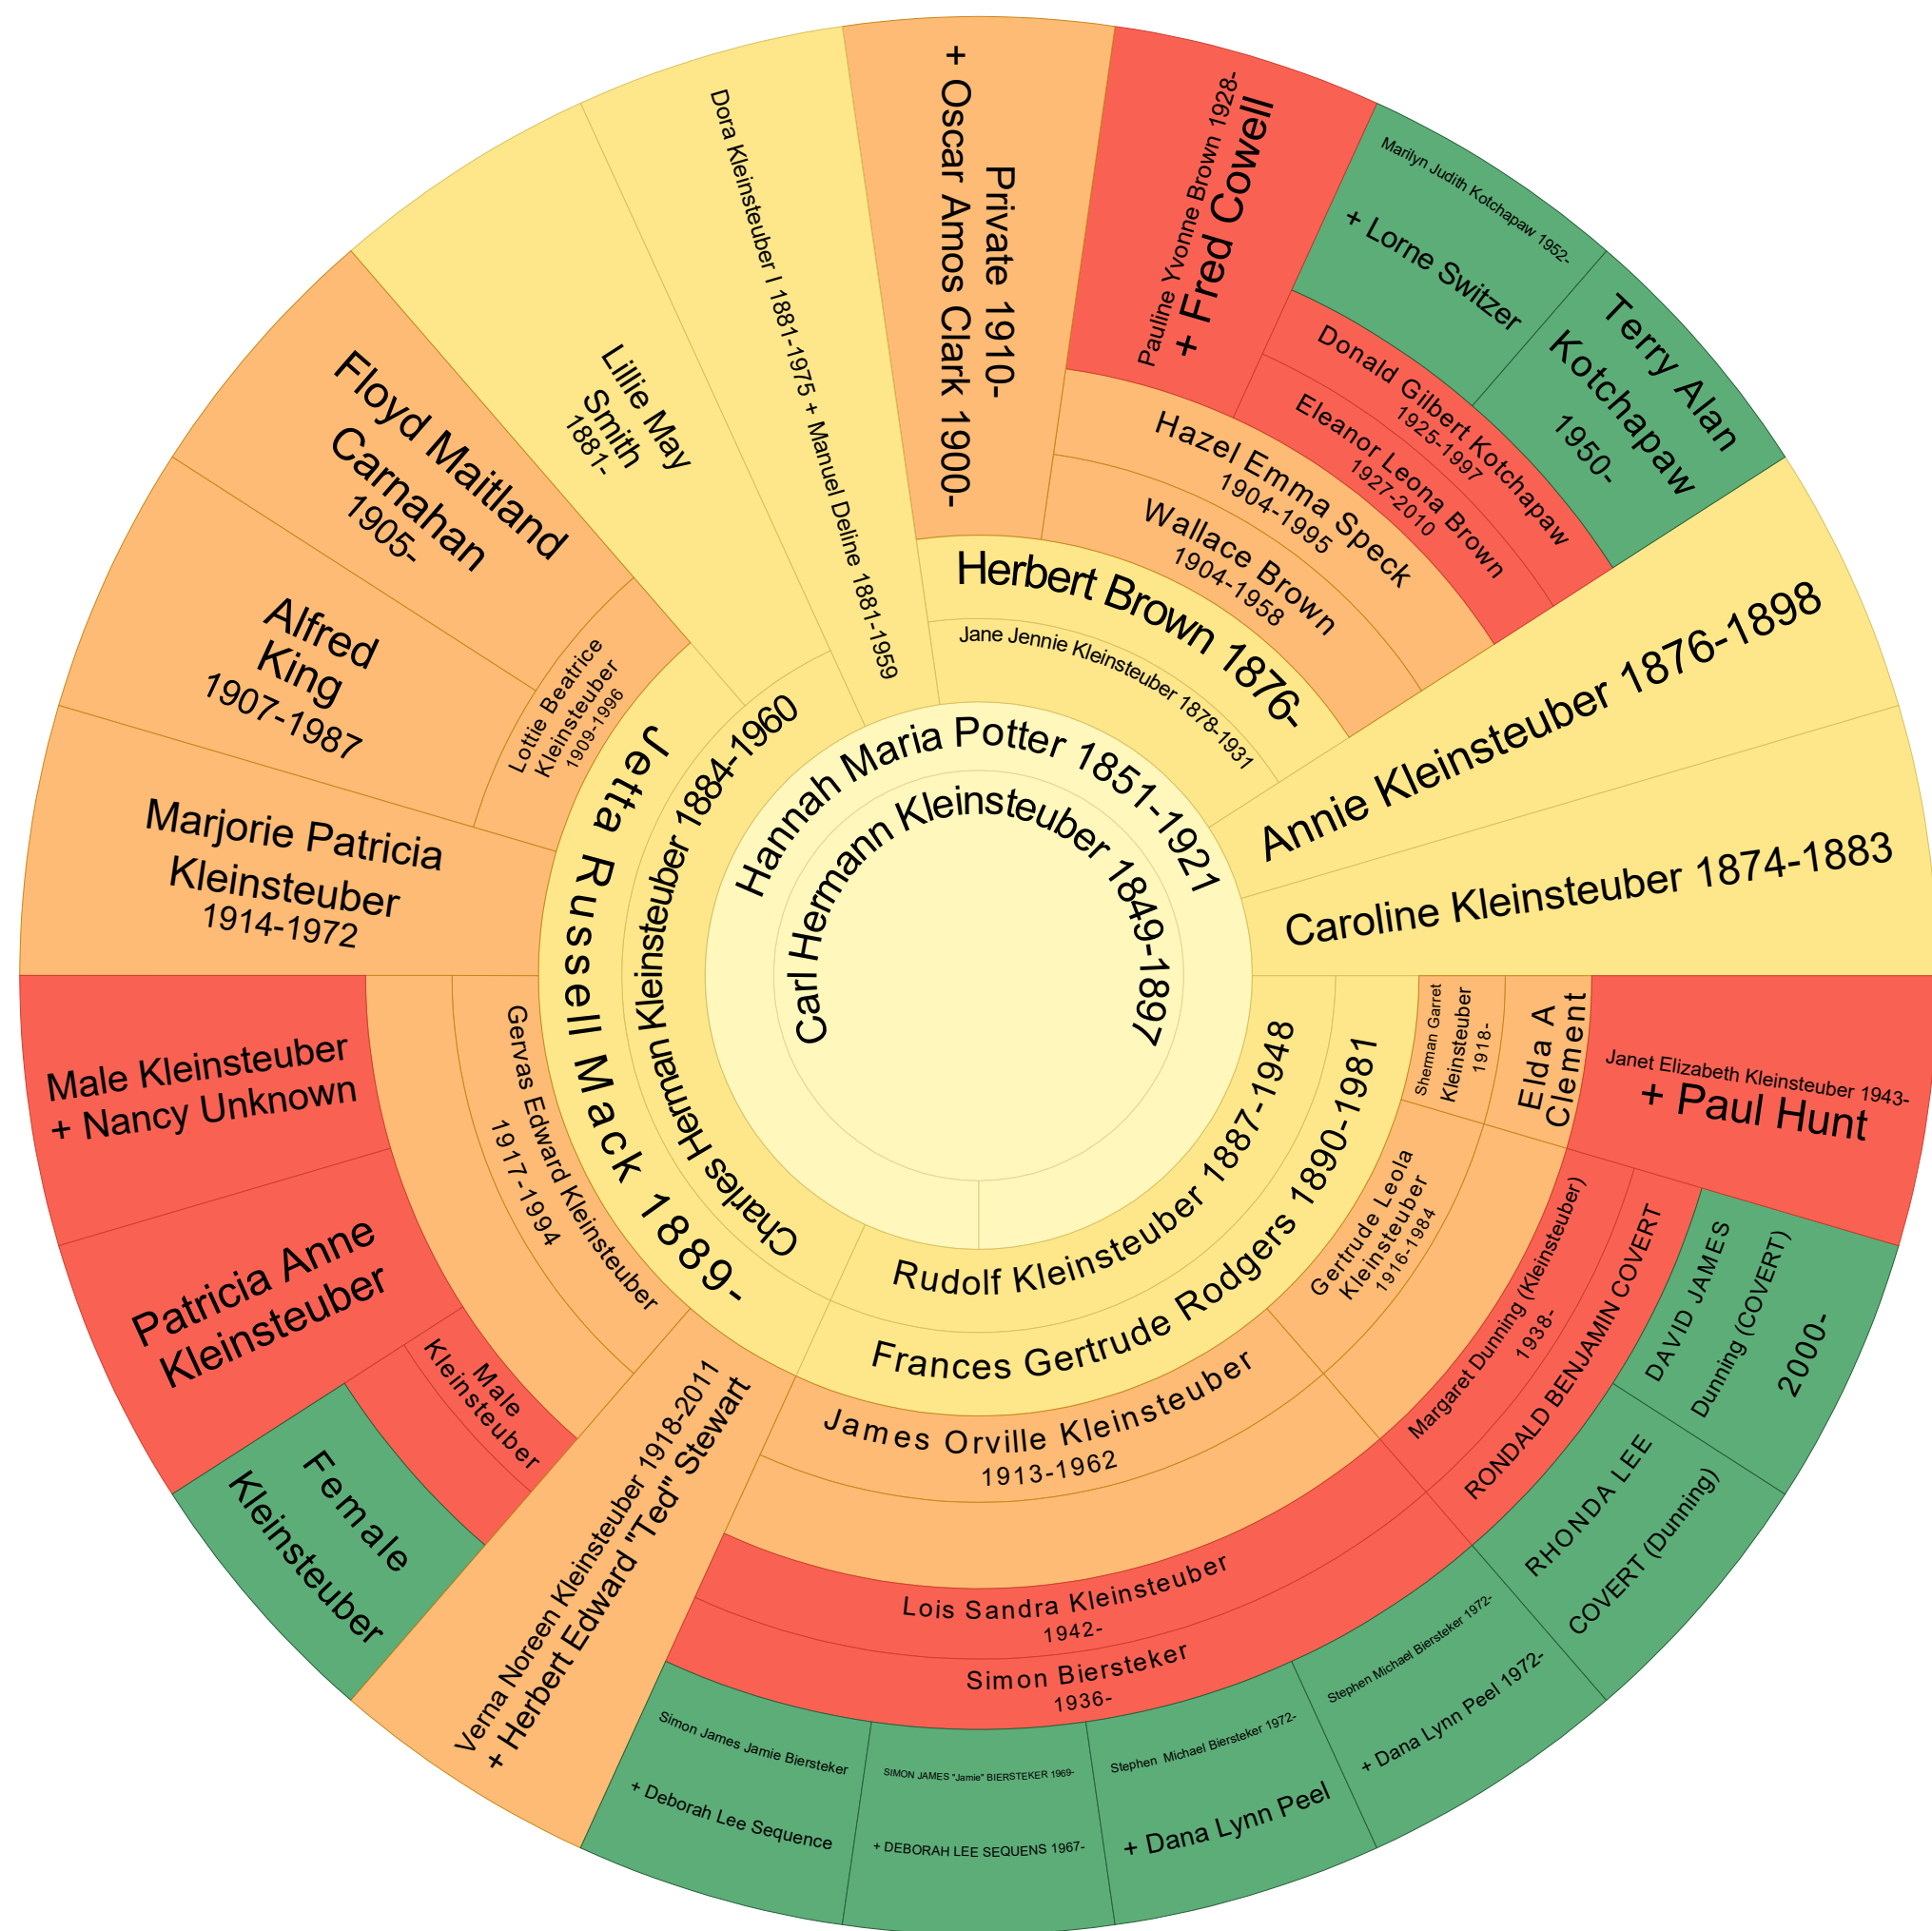 Carl Hermann Kleinsteuber 1849-1897
Hannah Maria Potter 1851-1921
Caroline Kleinsteuber 1874-1883
Annie Kleinsteuber 1876-1898
Jane Jennie Kleinsteuber 1878-1931
Herbert Brown 1876-
Wallace Brown
1904-1958
Hazel Emma Speck
1904-1995
Eleanor Leona Brown
1927-2010
Donald Gilbert Kotchapaw
1925-1997
Terry Alan
Kotchapaw
1950-
Marilyn Judith Kotchapaw 1952-
+ Lorne Switzer
Pauline Yvonne Brown 1928-
+ Fred Cowell
Private 1910-
+ Oscar Amos Clark 1900-
Dora Kleinsteuber I 1881-1975 + Manuel Deline 1881-1959
Charles Herman Kleinsteuber 1884-1960
Lillie May
Smith
1881-
Jetta Russell Mack 1889-
Lottie Beatrice
Kleinsteuber
1909-1996
Floyd Maitland
Carnahan
1905-
Alfred
King
1907-1987
Marjorie Patricia
Kleinsteuber
1914-1972
Gervas Edward Kleinsteuber
1917-1994
Male Kleinsteuber
+ Nancy Unknown
Patricia Anne
Kleinsteuber
Male
Kleinsteuber
Female
Kleinsteuber
Verna Noreen Kleinsteuber 1918-2011
+ Herbert Edward "Ted" Stewart
Rudolf Kleinsteuber 1887-1948
Frances Gertrude Rodgers 1890-1981
James Orville Kleinsteuber
1913-1962
Lois Sandra Kleinsteuber
1942-
Simon Biersteker
1936-
Simon James Jamie Biersteker
+ Deborah Lee Sequence
SIMON JAMES "Jamie" BIERSTEKER 1969-
+ DEBORAH LEE SEQUENS 1967-
Stephen Michael Biersteker 1972-
+ Dana Lynn Peel
Stephen Michael Biersteker 1972-
+ Dana Lynn Peel 1972-
Gertrude Leola
Kleinsteuber
1916-1984
Margaret Dunning (Kleinsteuber)
1938-
RONDALD BENJAMIN COVERT
RHONDA LEE
COVERT (Dunning)
DAVID JAMES
Dunning (COVERT)
2000-
Sherman Garret
Kleinsteuber
1918-
Elda A
Clement
Janet Elizabeth Kleinsteuber 1943-
+ Paul Hunt